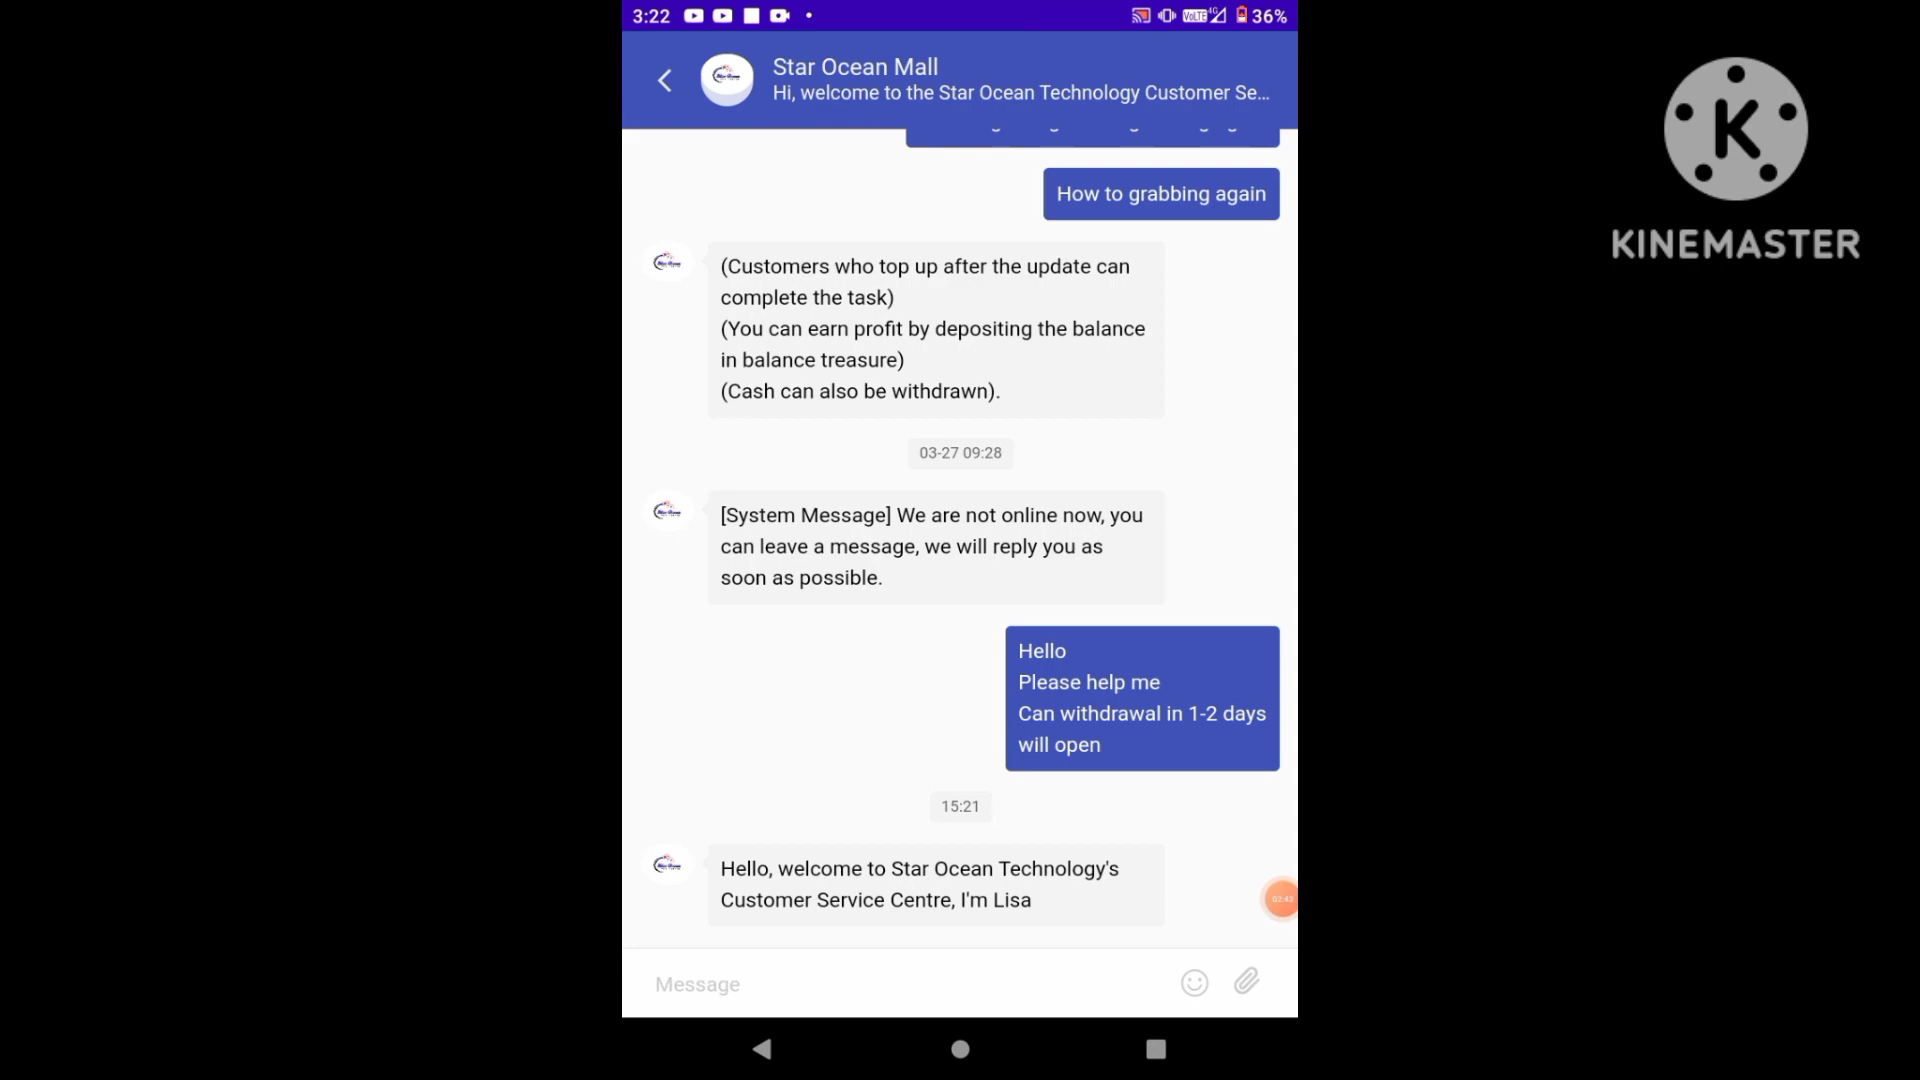 3:22
VoLTE 4G
36%
Star Ocean Mall
Hi, welcome to the Star Ocean Technology Customer Se...
How to grabbing again
(Customers who top up after the update can
complete the task)
(You can earn profit by depositing the balance
in balance treasure)
(Cash can also be withdrawn).
03-27 09:28
[System Message] We are not online now, you
can leave a message, we will reply you as
soon as possible.
Hello
Please help me
Can withdrawal in 1-2 days
will open
15:21
Hello, welcome to Star Ocean Technology's
Customer Service Centre, I'm Lisa
02:43
Message
K
KINEMASTER